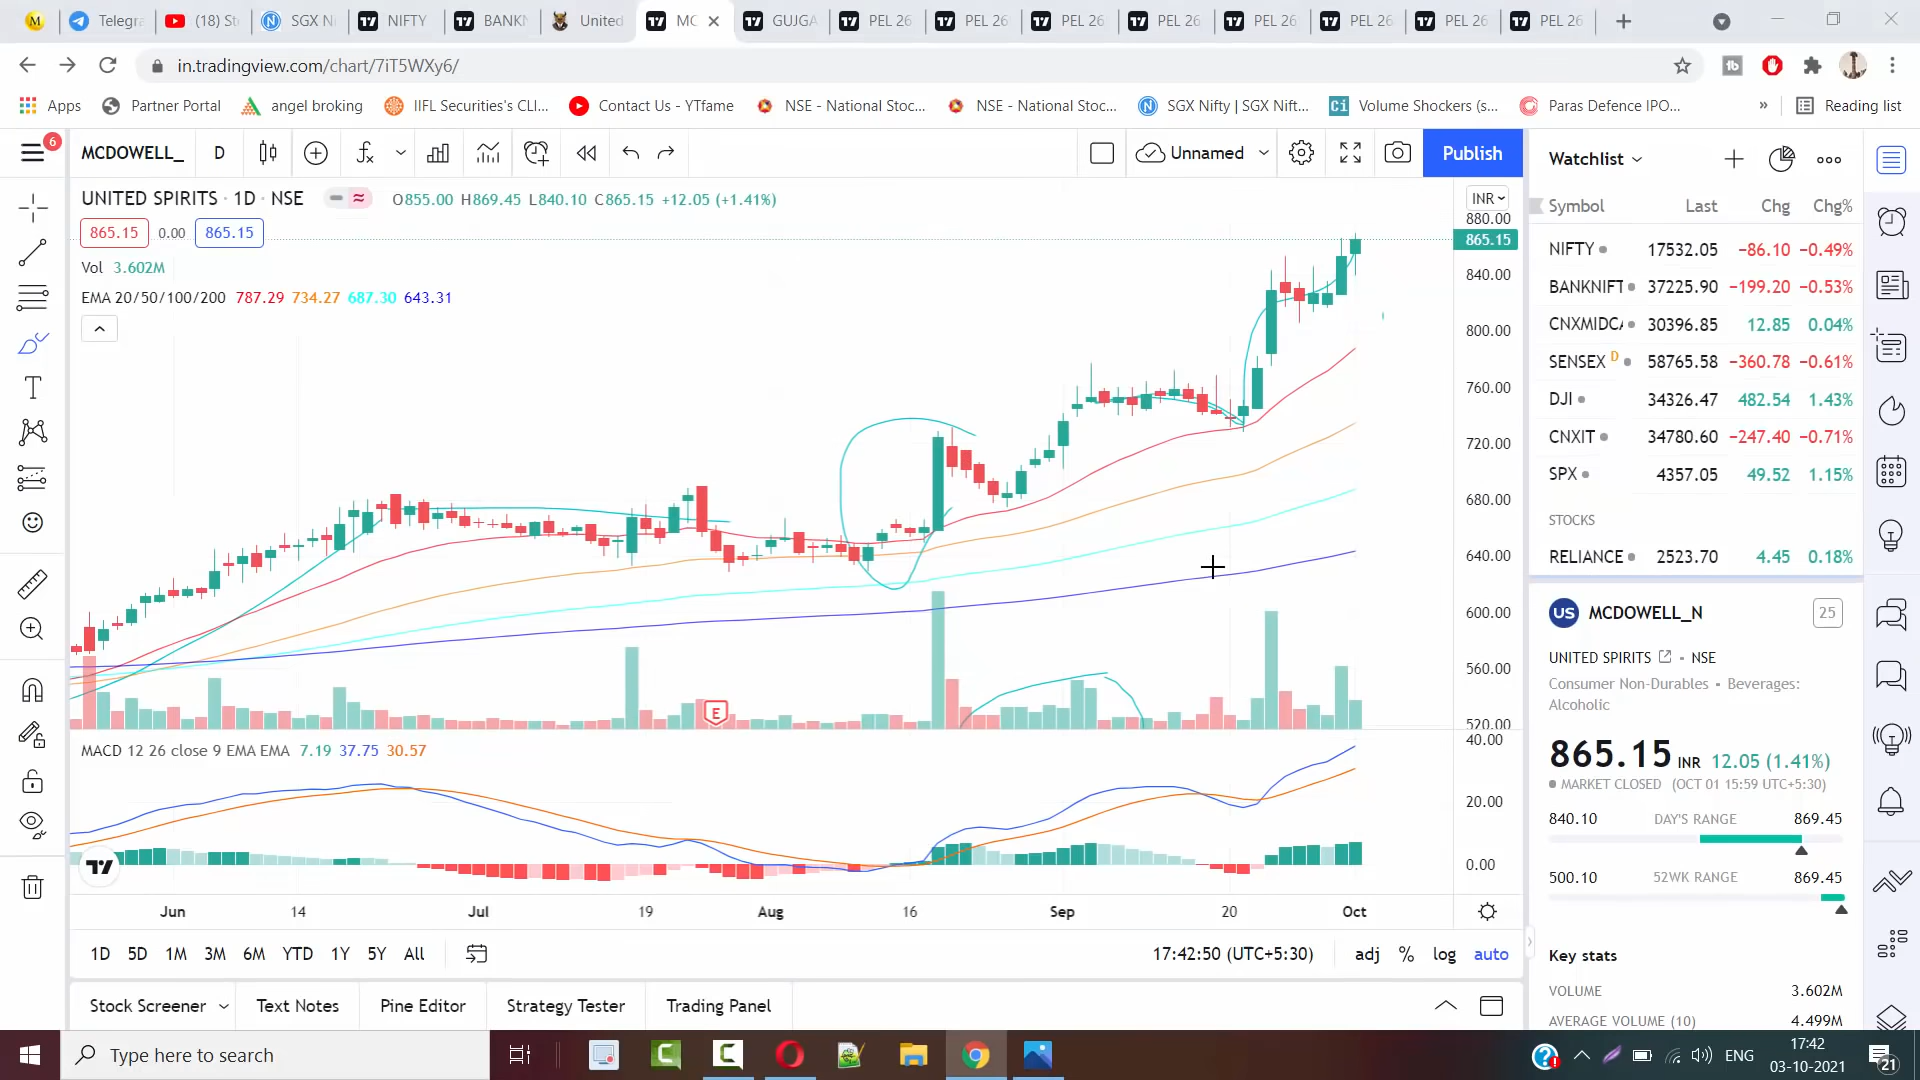 Telegra
(18) St
SGX N
NIFTY
BANKN
United
MC
GUJGA
PEL 26
PEL 26
PEL 26
PEL 26
PEL 26
PEL 26
PEL 26
PEL 26
in.tradingview.com/chart/7iT5WXy6/
Apps
Partner Portal
angel broking
IIFL Securities's CLI...
Contact Us - YTfame
NSE - National Stoc...
NSE - National Stoc...
SGX Nifty | SGX Nift...
Volume Shockers (s...
Paras Defence IPO...
»
Reading list
6
MCDOWELL_
D
Unnamed
Publish
Watchlist
UNITED SPIRITS · 1D · NSE
O855.00 H869.45 L840.10 C865.15 +12.05 (+1.41%)
INR
865.15
0.00
865.15
Vol 3.602M
EMA 20/50/100/200 787.29 734.27 687.30 643.31
880.00
865.15
840.00
800.00
760.00
720.00
680.00
640.00
600.00
560.00
520.00
E
MACD 12 26 close 9 EMA EMA 7.19 37.75 30.57
40.00
20.00
0.00
Jun 14 Jul 19 Aug 16 Sep 20 Oct
1D 5D 1M 3M 6M YTD 1Y 5Y All
17:42:50 (UTC+5:30)
adj % log auto
Stock Screener
Text Notes
Pine Editor
Strategy Tester
Trading Panel
Symbol Last Chg Chg%
NIFTY 17532.05 −86.10 −0.49%
BANKNIFT 37225.90 −199.20 −0.53%
CNXMIDCA 30396.85 12.85 0.04%
SENSEX D 58765.58 −360.78 −0.61%
DJI 34326.47 482.54 1.43%
CNXIT 34780.60 −247.40 −0.71%
SPX 4357.05 49.52 1.15%
STOCKS
RELIANCE 2523.70 4.45 0.18%
US MCDOWELL_N 25
UNITED SPIRITS · NSE
Consumer Non-Durables • Beverages:
Alcoholic
865.15 INR 12.05 (1.41%)
MARKET CLOSED (OCT 01 15:59 UTC+5:30)
840.10 DAY'S RANGE 869.45
500.10 52WK RANGE 869.45
Key stats
VOLUME 3.602M
AVERAGE VOLUME (10) 4.499M
Type here to search
ENG
17:42
03-10-2021
21